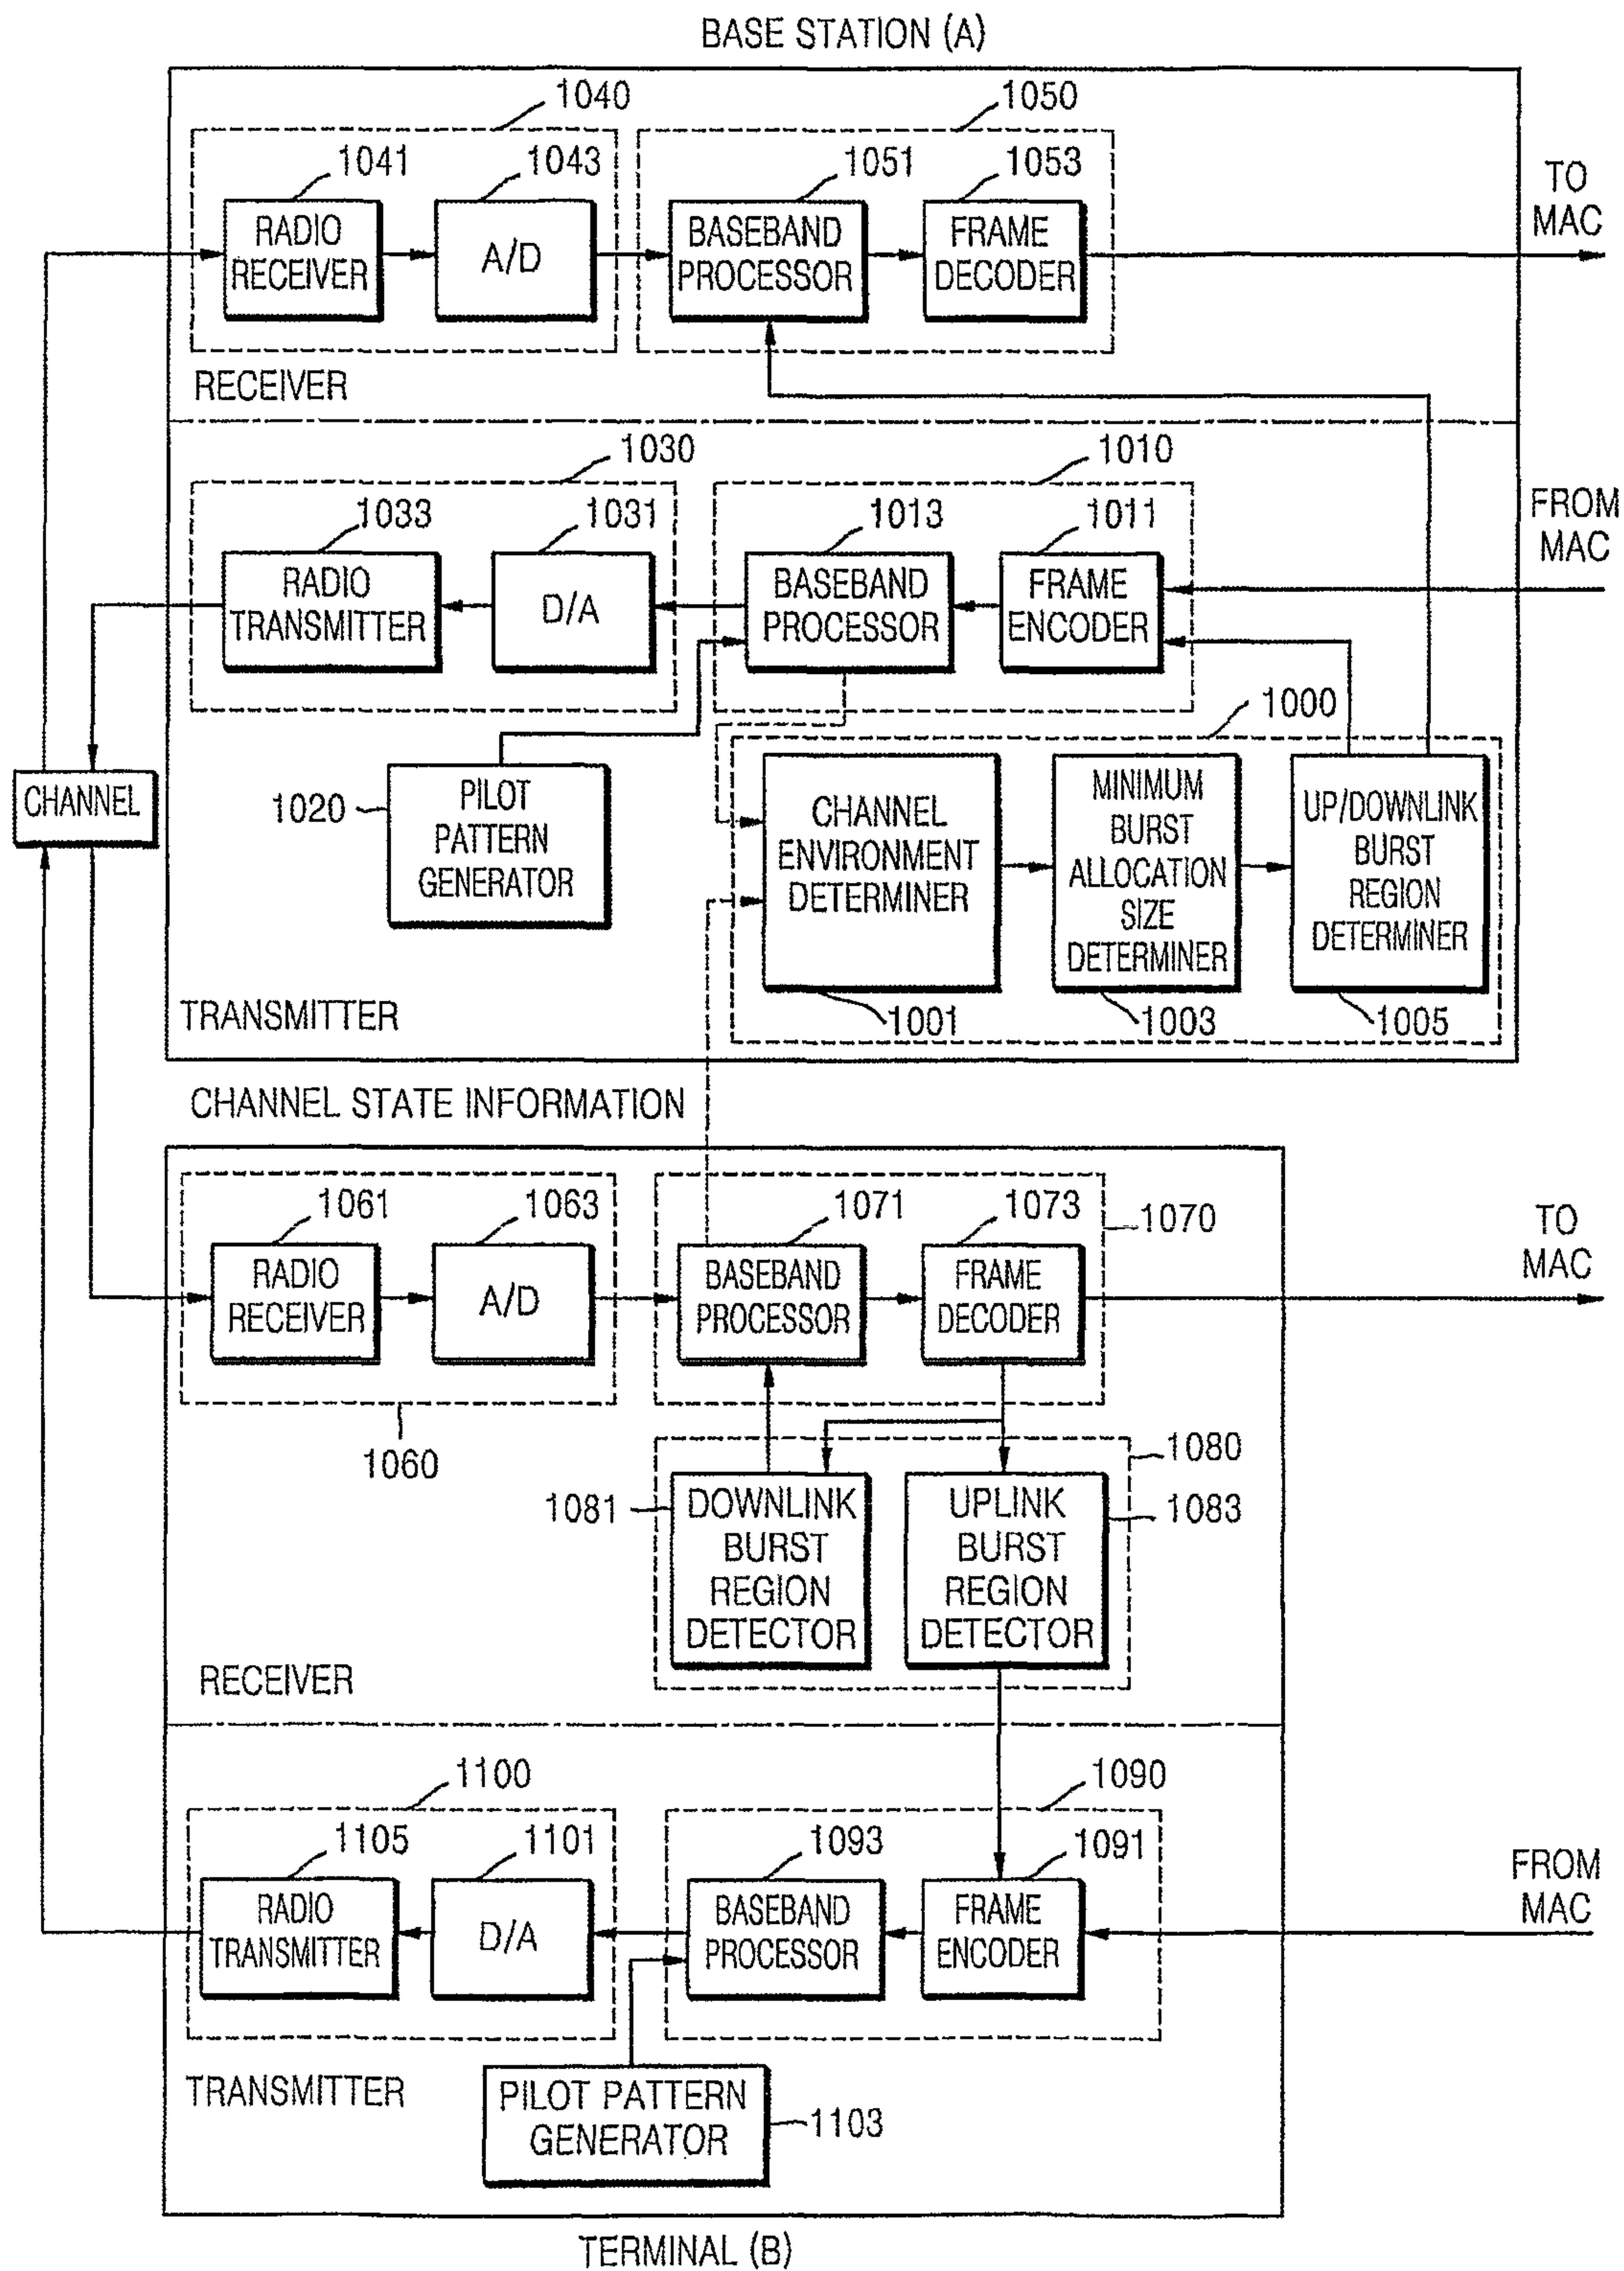 BASE STATION (A)
1040
1050
1041
1043
1051
1053
RADIO
RECEIVER
A/D
BASEBAND
PROCESSOR
FRAME
DECODER
TO
MAC
RECEIVER
1030
1010
1033
1031
1013
1011
RADIO
TRANSMITTER
D/A
BASEBAND
PROCESSOR
FRAME
ENCODER
FROM
MAC
1000
CHANNEL
1020
PILOT
PATTERN
GENERATOR
CHANNEL
ENVIRONMENT
DETERMINER
MINIMUM
BURST
ALLOCATION
SIZE
DETERMINER
UP/DOWNLINK
BURST
REGION
DETERMINER
1001
1003
1005
TRANSMITTER
CHANNEL STATE INFORMATION
1061
1063
1071
1073
1070
RADIO
RECEIVER
A/D
BASEBAND
PROCESSOR
FRAME
DECODER
TO
MAC
1060
1080
1081
DOWNLINK
BURST
REGION
DETECTOR
UPLINK
BURST
REGION
DETECTOR
1083
RECEIVER
1100
1090
1105
1101
1093
1091
RADIO
TRANSMITTER
D/A
BASEBAND
PROCESSOR
FRAME
ENCODER
FROM
MAC
TRANSMITTER
PILOT PATTERN
GENERATOR
1103
TERMINAL (B)